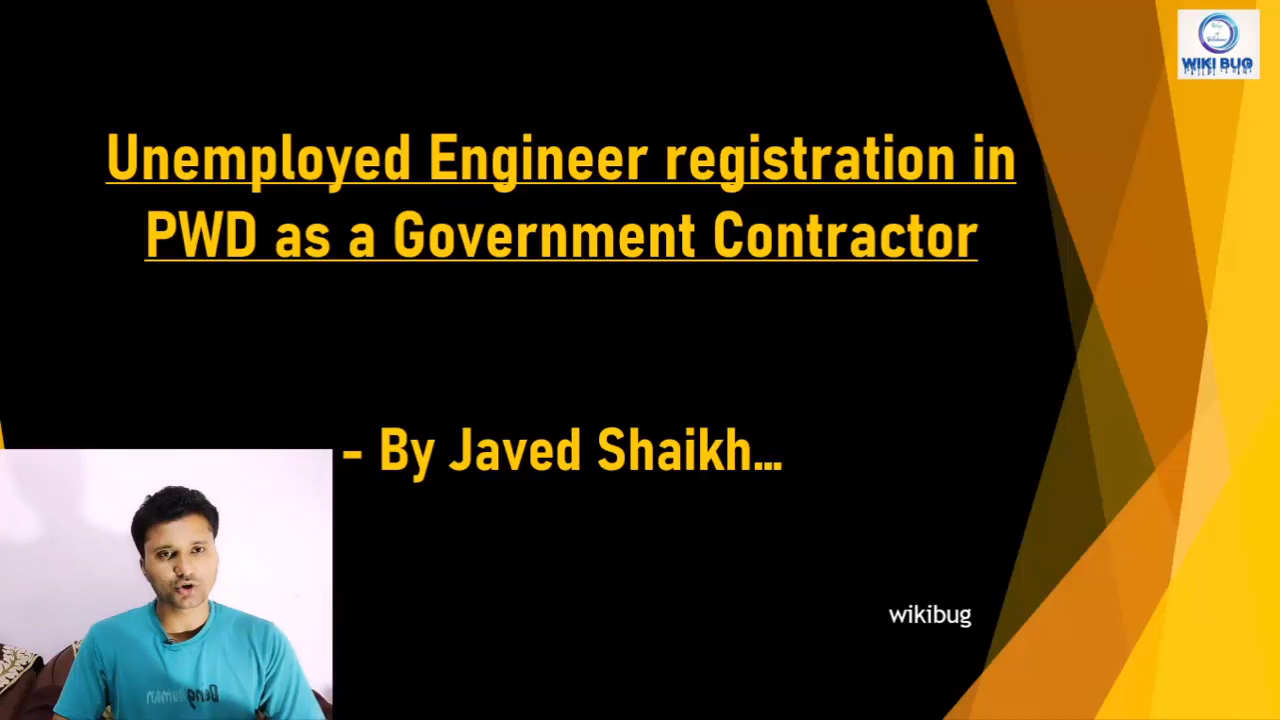 WIKI BUG
Unemployed Engineer registration in
PWD as a Government Contractor
- By Javed Shaikh...
wikibug